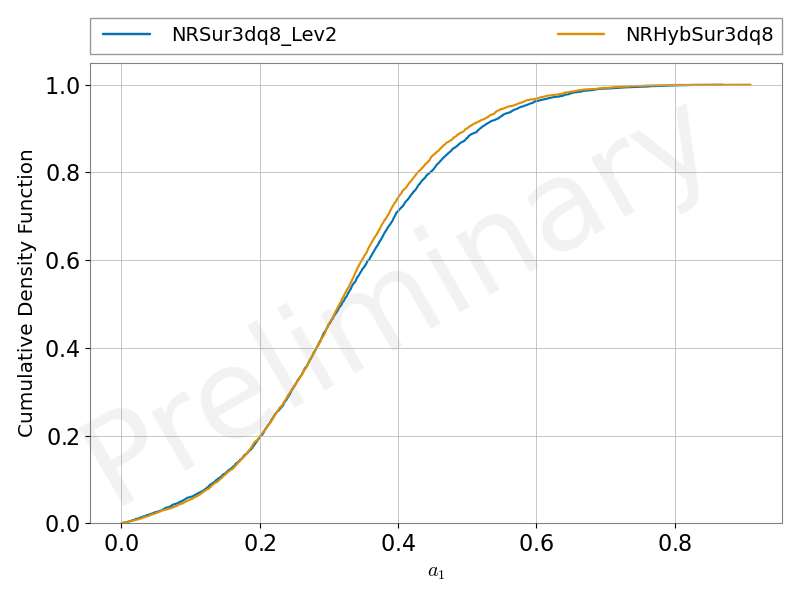 NRSur3dq8_Lev2 NRHybSur3dq8
1.0
0.8
0.6
0.4
0.2
0.0
Cumulative Density Function
Preliminary
0.0 0.2 0.4 0.6 0.8
a₁